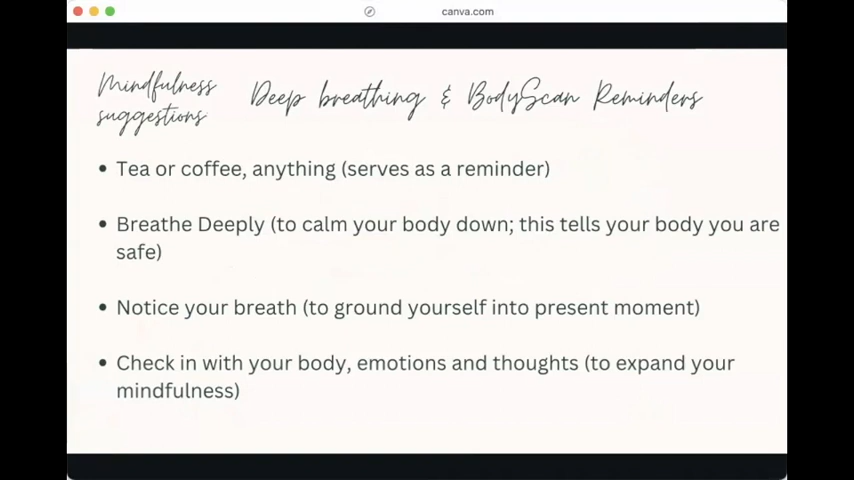 canva.com
Mindfulness
suggestions
Deep breathing & BodyScan Reminders
• Tea or coffee, anything (serves as a reminder)
• Breathe Deeply (to calm your body down; this tells your body you are
safe)
• Notice your breath (to ground yourself into present moment)
• Check in with your body, emotions and thoughts (to expand your
mindfulness)